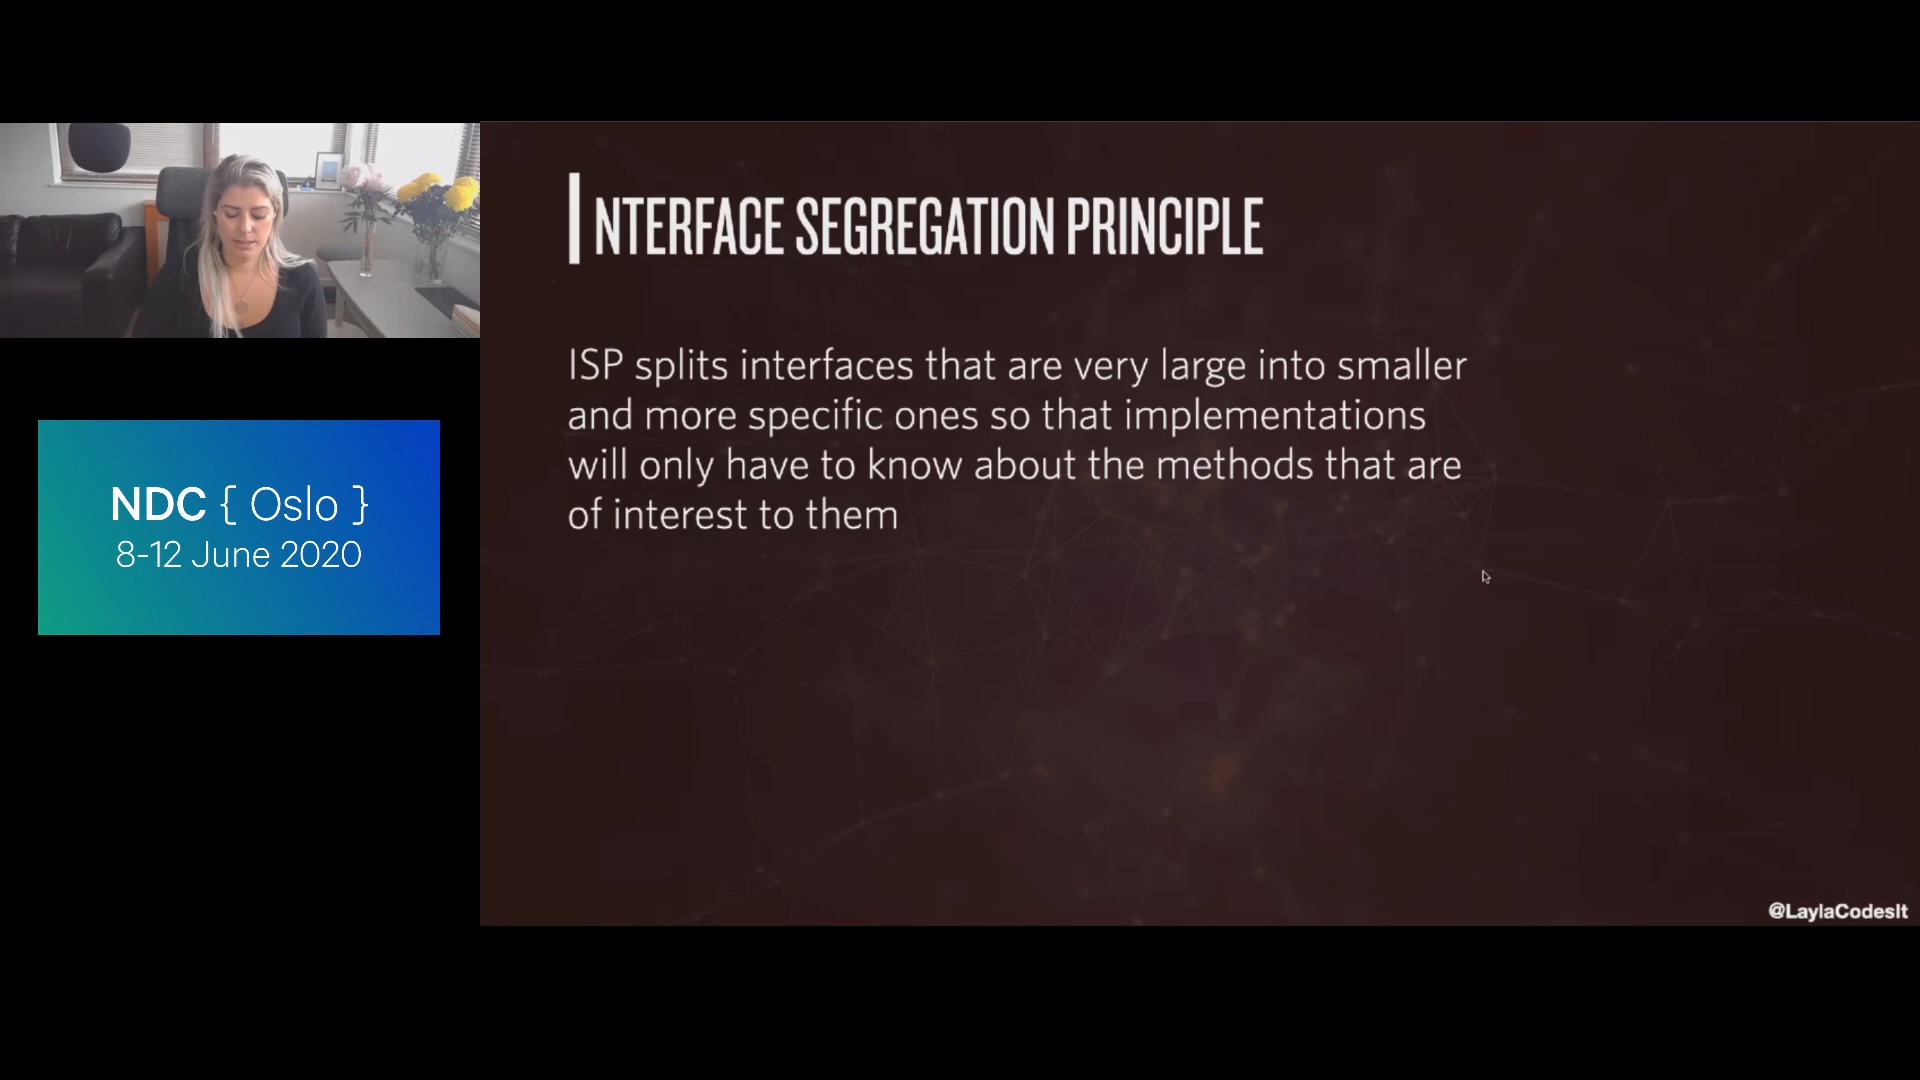 INTERFACE SEGREGATION PRINCIPLE
ISP splits interfaces that are very large into smaller
and more specific ones so that implementations
will only have to know about the methods that are
of interest to them
NDC { Oslo }
8-12 June 2020
@LaylaCodesIt